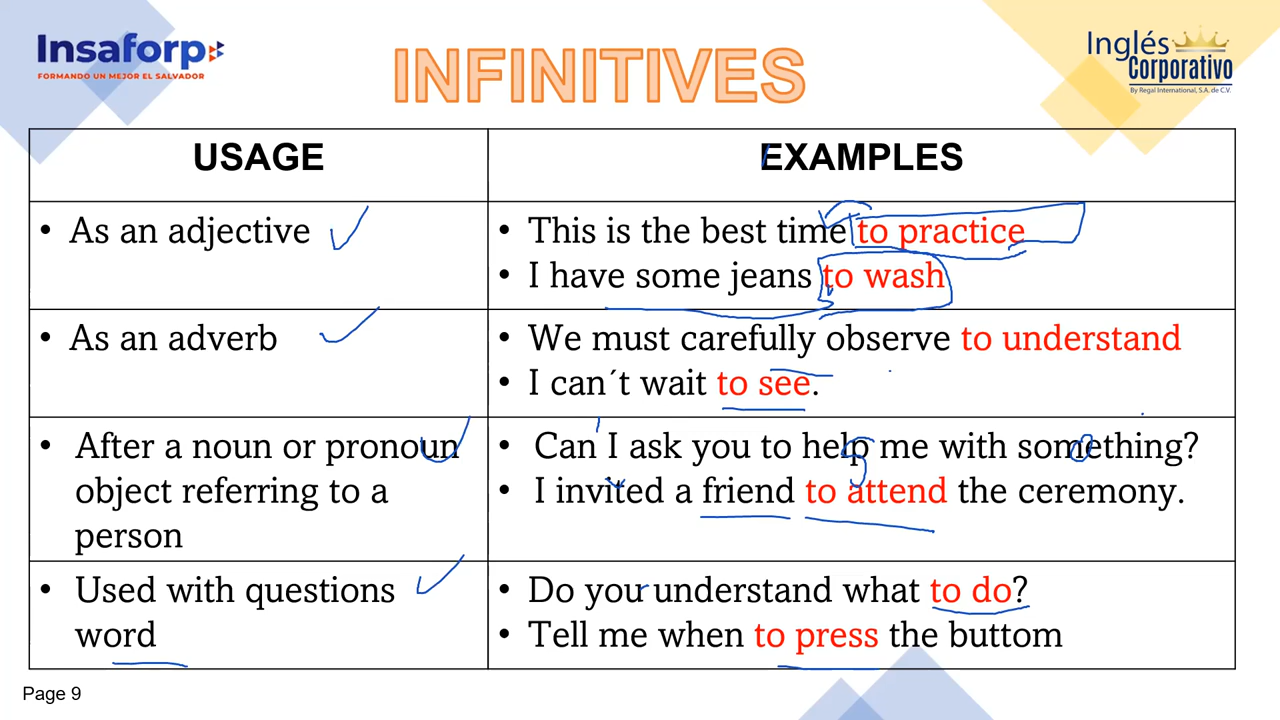 Insaforp
FORMANDO UN MEJOR EL SALVADOR
INFINITIVES
Inglés
Corporativo
By Regal International, S.A. de C.V.
USAGE
EXAMPLES
• As an adjective
• This is the best time to practice
• I have some jeans to wash
• As an adverb
• We must carefully observe to understand
• I can´t wait to see.
• After a noun or pronoun
object referring to a
person
• Can I ask you to help me with something?
• I invited a friend to attend the ceremony.
• Used with questions
word
• Do you understand what to do?
• Tell me when to press the buttom
Page 9